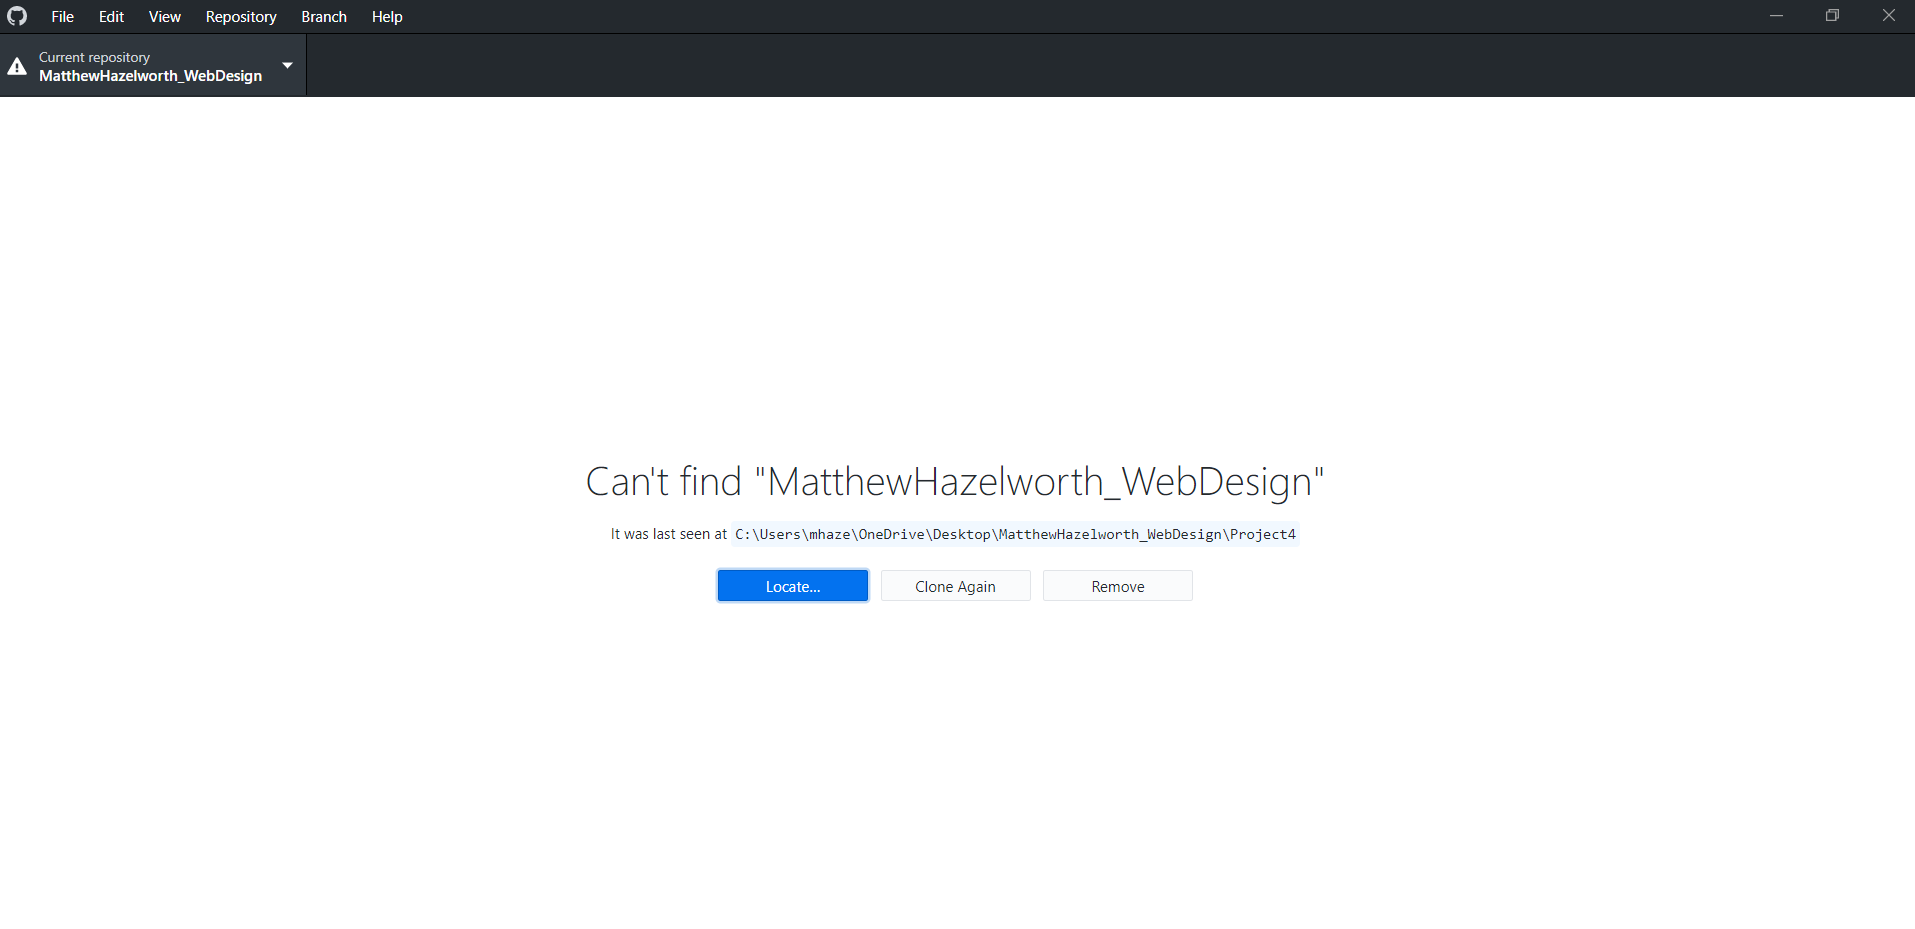 File Edit View Repository Branch Help
Current repository
MatthewHazelworth_WebDesign
Can't find "MatthewHazelworth_WebDesign"
It was last seen at C:\Users\mhaze\OneDrive\Desktop\MatthewHazelworth_WebDesign\Project4
Locate... Clone Again Remove